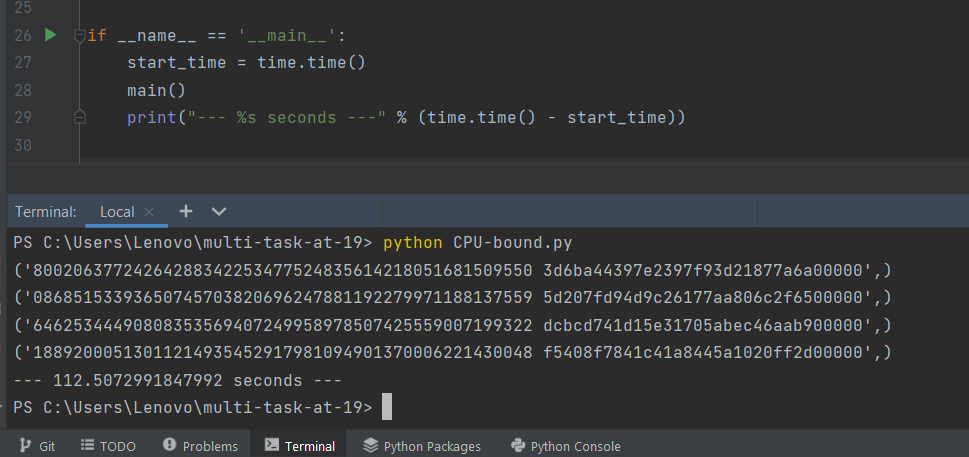 25
26 if __name__ == '__main__':
27 start_time = time.time()
28 main()
29 print("--- %s seconds ---" % (time.time() - start_time))
30
Terminal: Local × +
PS C:\Users\Lenovo\multi-task-at-19> python CPU-bound.py
('80020637724264288342253477524835614218051681509550 3d6ba44397e2397f93d21877a6a00000',)
('08685153393650745703820696247881192279971188137559 5d207fd94d9c26177aa806c2f6500000',)
('64625344490808353569407249958978507425559007199322 dcbcd741d15e31705abec46aab900000',)
('18892000513011214935452917981094901370006221430048 f5408f7841c41a8445a1020ff2d00000',)
--- 112.5072991847992 seconds ---
PS C:\Users\Lenovo\multi-task-at-19>
Git TODO Problems Terminal Python Packages Python Console